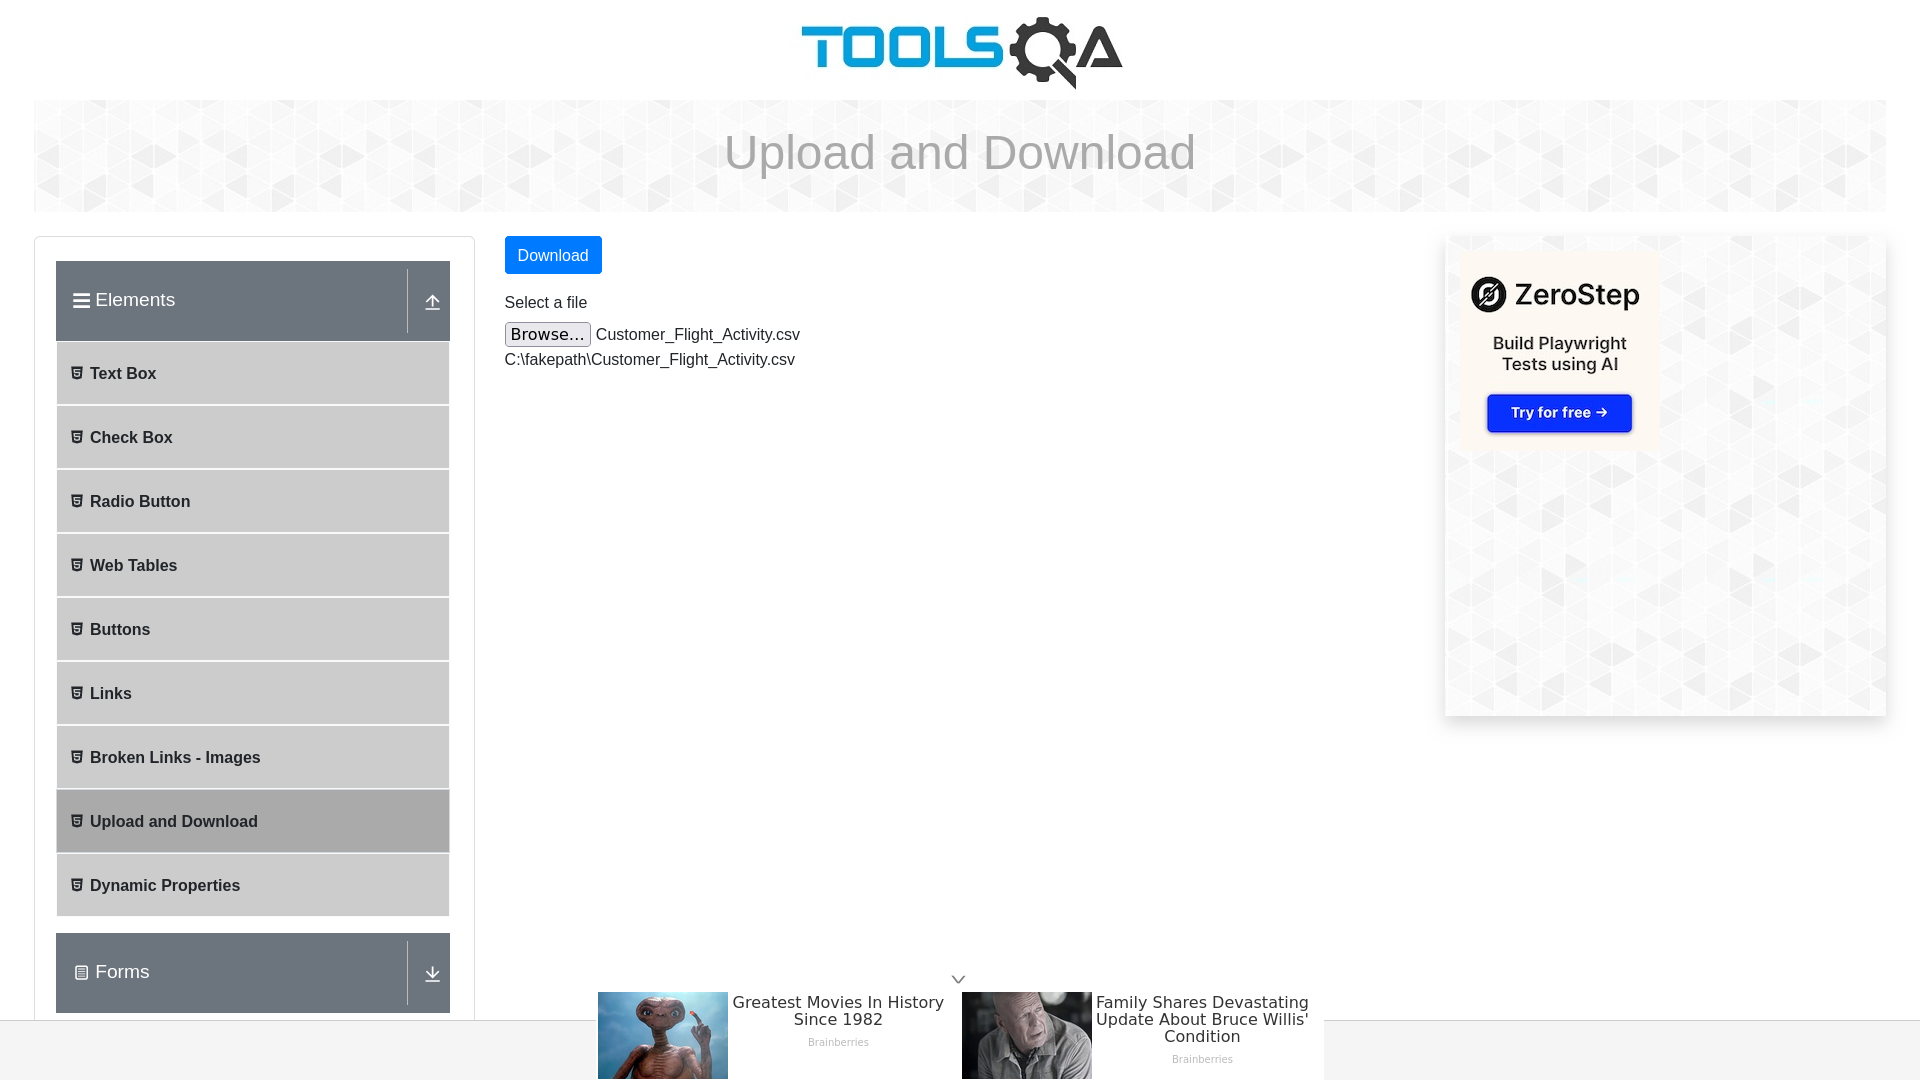 TOOLSQA
Upload and Download
Elements
Text Box
Check Box
Radio Button
Web Tables
Buttons
Links
Broken Links - Images
Upload and Download
Dynamic Properties
Forms
Download
Select a file
Browse... Customer_Flight_Activity.csv
C:\fakepath\Customer_Flight_Activity.csv
ZeroStep
Build Playwright
Tests using AI
Try for free →
Greatest Movies In History
Since 1982
Brainberries
Family Shares Devastating
Update About Bruce Willis'
Condition
Brainberries